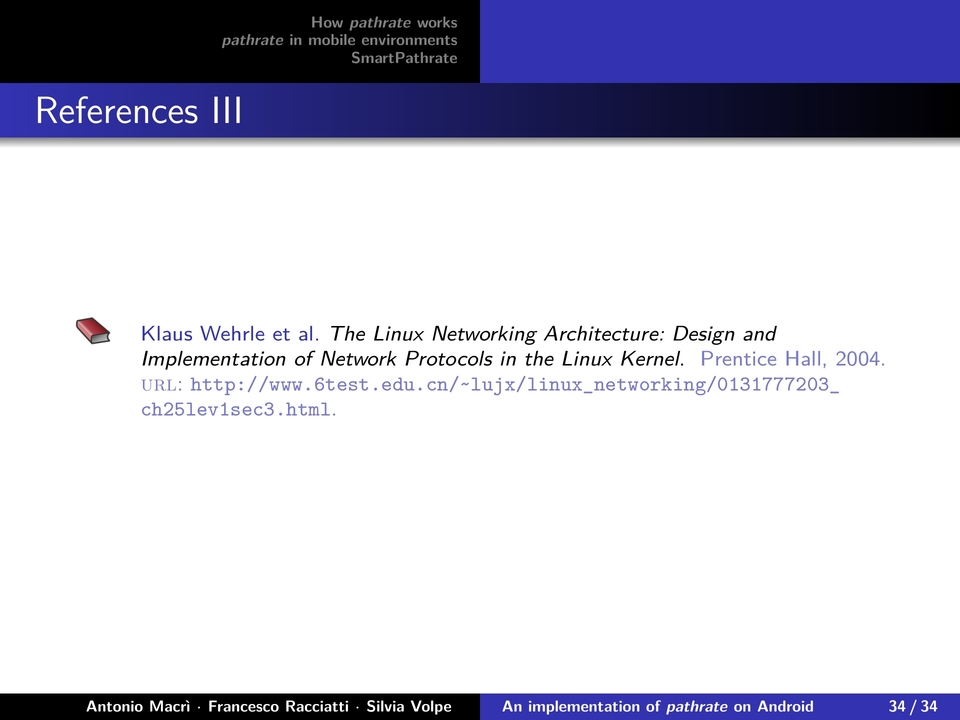 How pathrate works
pathrate in mobile environments
SmartPathrate
References III
Klaus Wehrle et al. The Linux Networking Architecture: Design and
Implementation of Network Protocols in the Linux Kernel. Prentice Hall, 2004.
URL: http://www.6test.edu.cn/~lujx/linux_networking/0131777203_
ch25lev1sec3.html.
Antonio Macrì · Francesco Racciatti · Silvia Volpe
An implementation of pathrate on Android
34 / 34